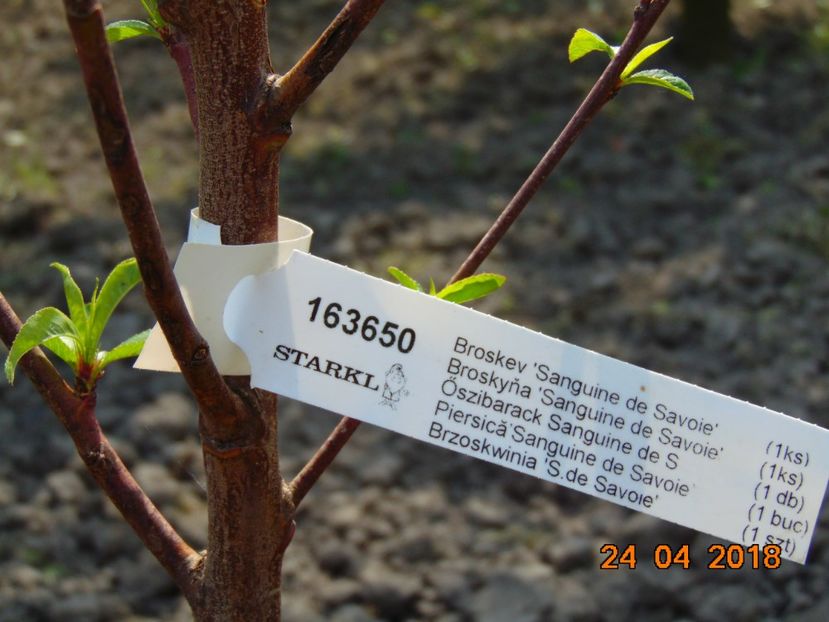 163650
STARKL
Broskev 'Sanguine de Savoie' (1ks)
Broskyňa 'Sanguine de Savoie' (1ks)
Őszibarack Sanguine de S (1 db)
Piersică'Sanguine de Savoie (1 buc)
Brzoskwinia 'S.de Savoie' (1 szt)
24 04 2018